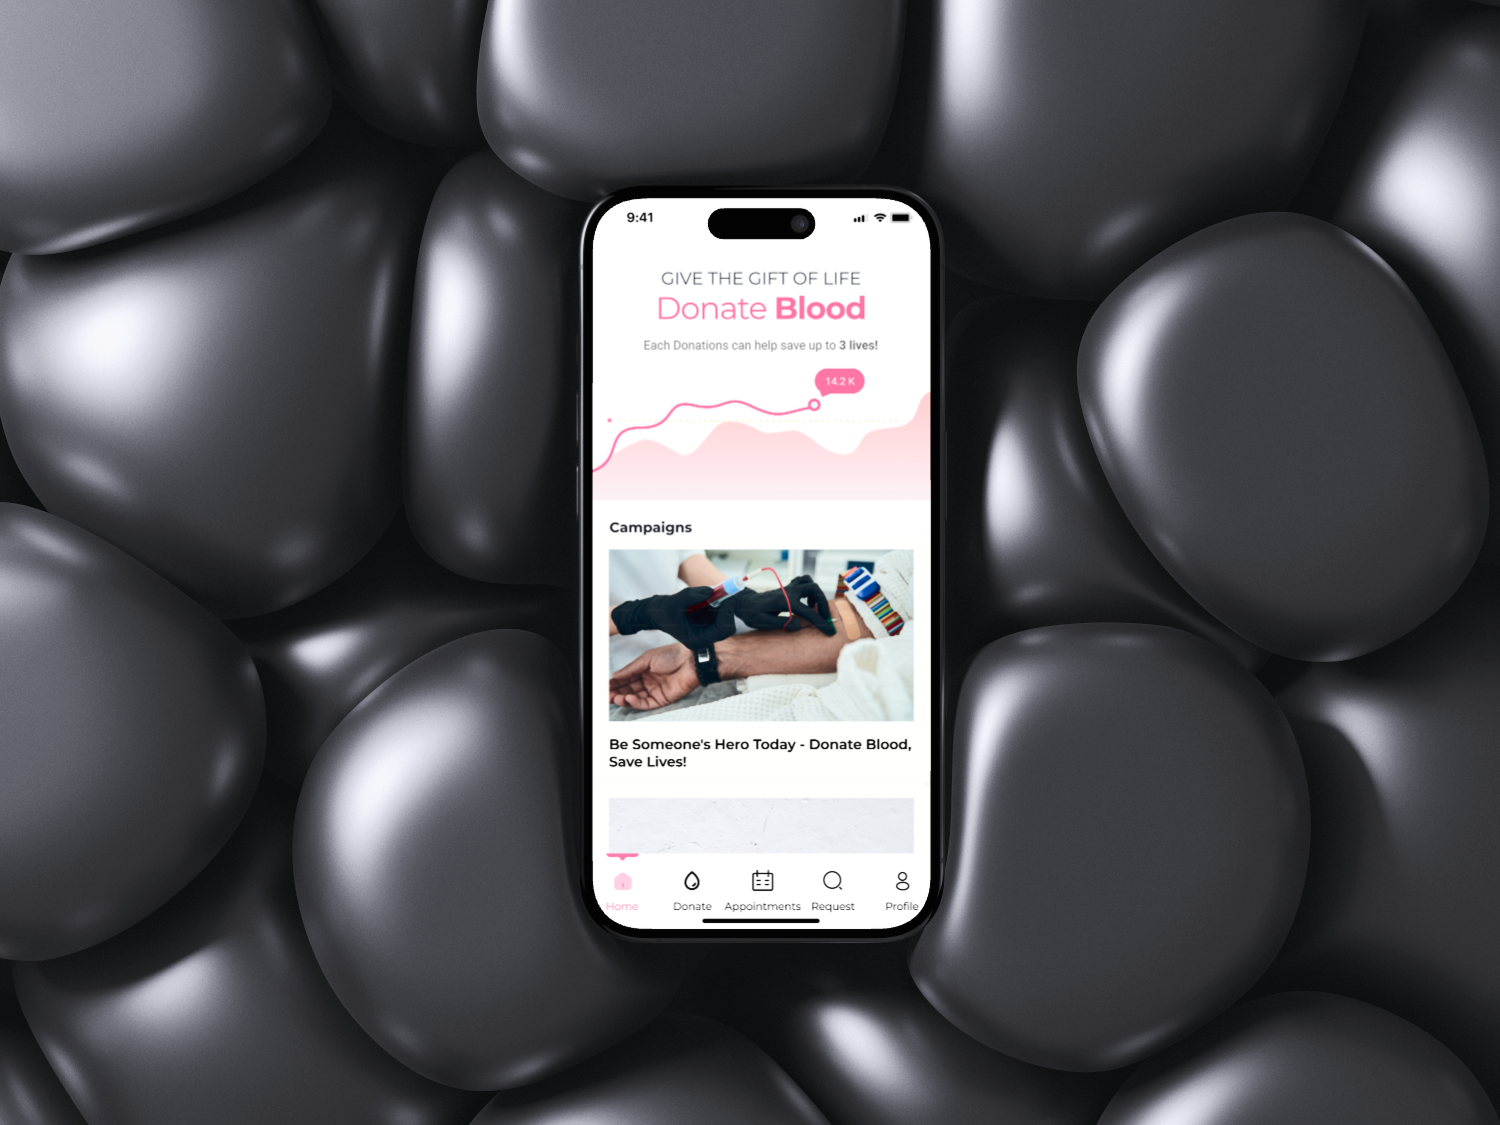 9:41
GIVE THE GIFT OF LIFE
Donate Blood
Each Donations can help save up to 3 lives!
14.2 K
Campaigns
Be Someone's Hero Today - Donate Blood,
Save Lives!
Home Donate Appointments Request Profile